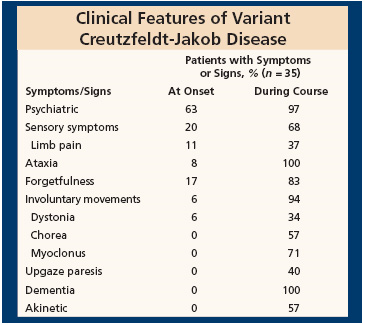 Clinical Features of Variant
Creutzfeldt-Jakob Disease
Patients with Symptoms
or Signs, % (n = 35)
Symptoms/Signs At Onset During Course
Psychiatric 63 97
Sensory symptoms 20 68
Limb pain 11 37
Ataxia 8 100
Forgetfulness 17 83
Involuntary movements 6 94
Dystonia 6 34
Chorea 0 57
Myoclonus 0 71
Upgaze paresis 0 40
Dementia 0 100
Akinetic 0 57